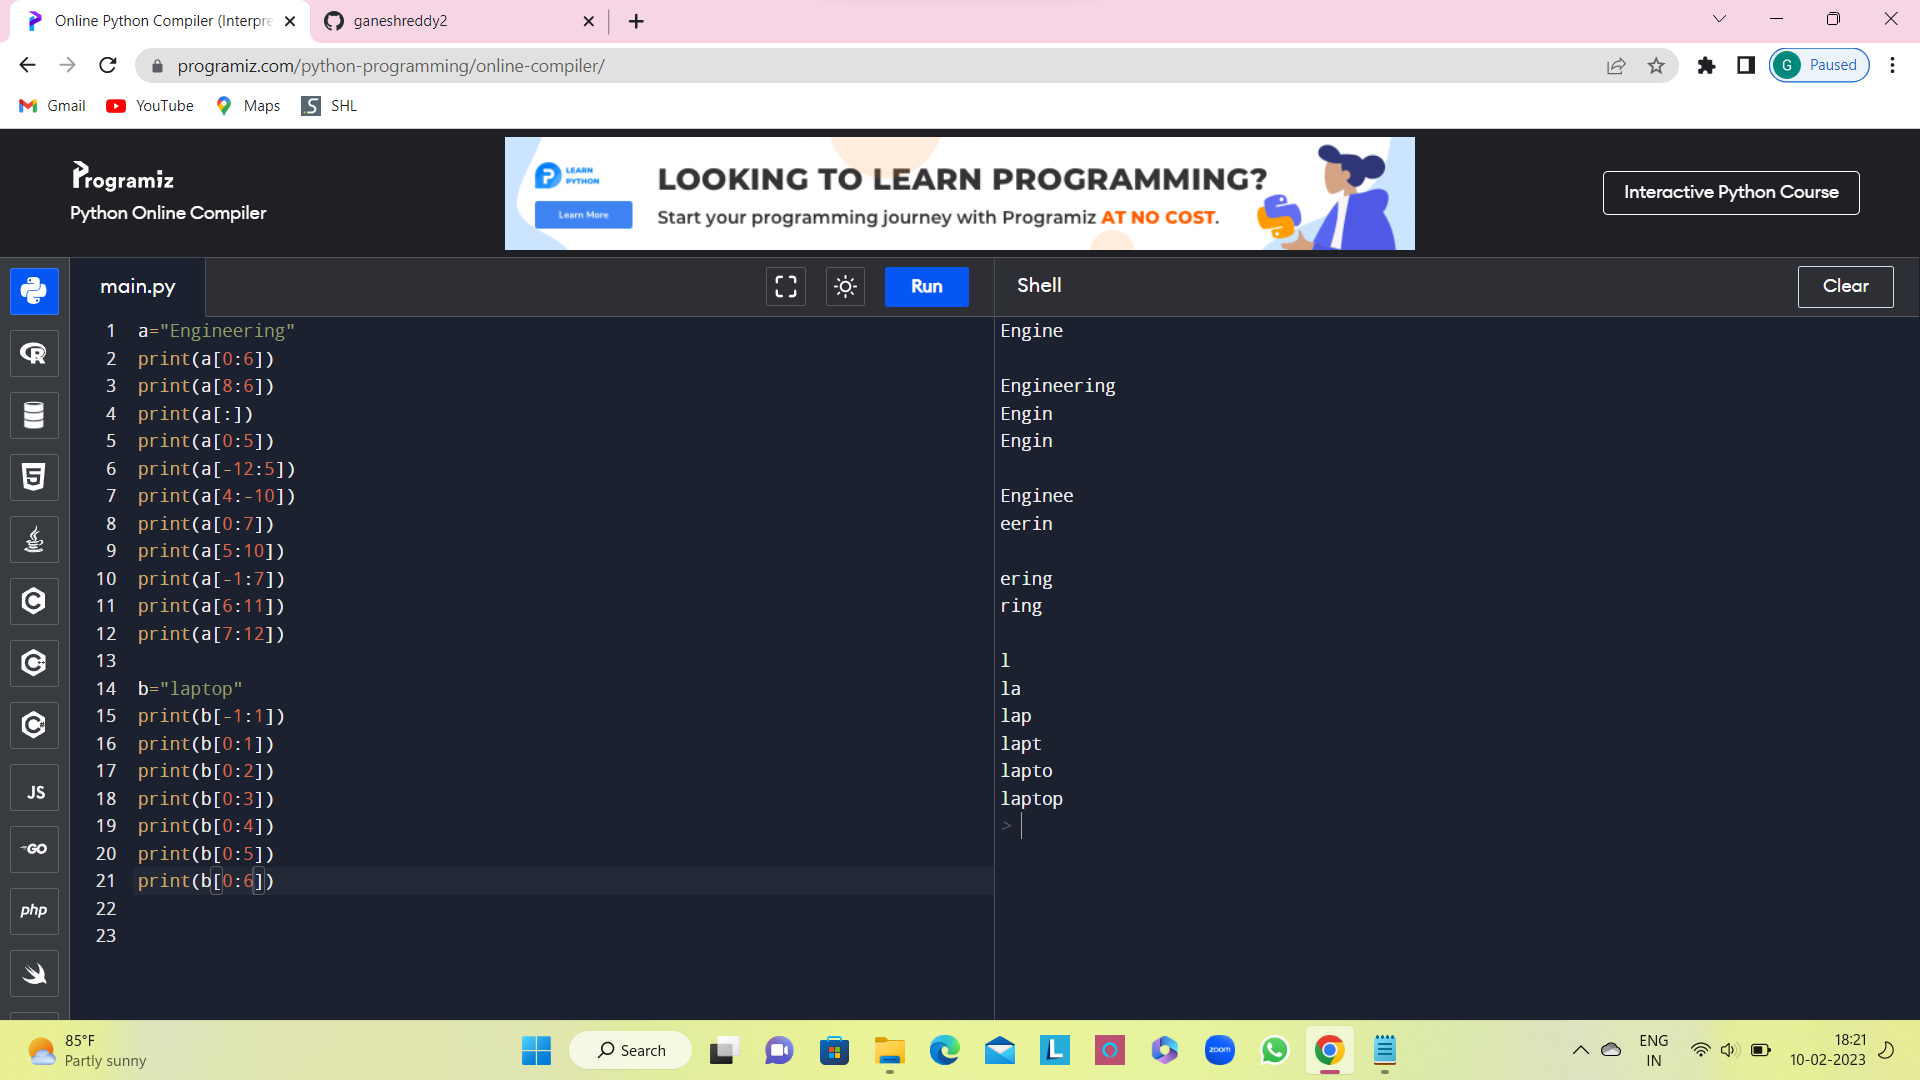 Online Python Compiler (Interpre
ganeshreddy2
programiz.com/python-programming/online-compiler/
G Paused
Gmail YouTube Maps SHL
Programiz
Python Online Compiler
LEARN PYTHON
Learn More
LOOKING TO LEARN PROGRAMMING?
Start your programming journey with Programiz AT NO COST.
Interactive Python Course
main.py
Run
Shell
Clear
1 a="Engineering"
2 print(a[0:6])
3 print(a[8:6])
4 print(a[:])
5 print(a[0:5])
6 print(a[-12:5])
7 print(a[4:-10])
8 print(a[0:7])
9 print(a[5:10])
10 print(a[-1:7])
11 print(a[6:11])
12 print(a[7:12])
13
14 b="laptop"
15 print(b[-1:1])
16 print(b[0:1])
17 print(b[0:2])
18 print(b[0:3])
19 print(b[0:4])
20 print(b[0:5])
21 print(b[0:6])
22
23
Engine
Engineering
Engin
Engin
Enginee
eerin
ering
ring
l
la
lap
lapt
lapto
laptop
>
JS
GO
php
85°F
Partly sunny
Search
zoom
ENG
IN
18:21
10-02-2023